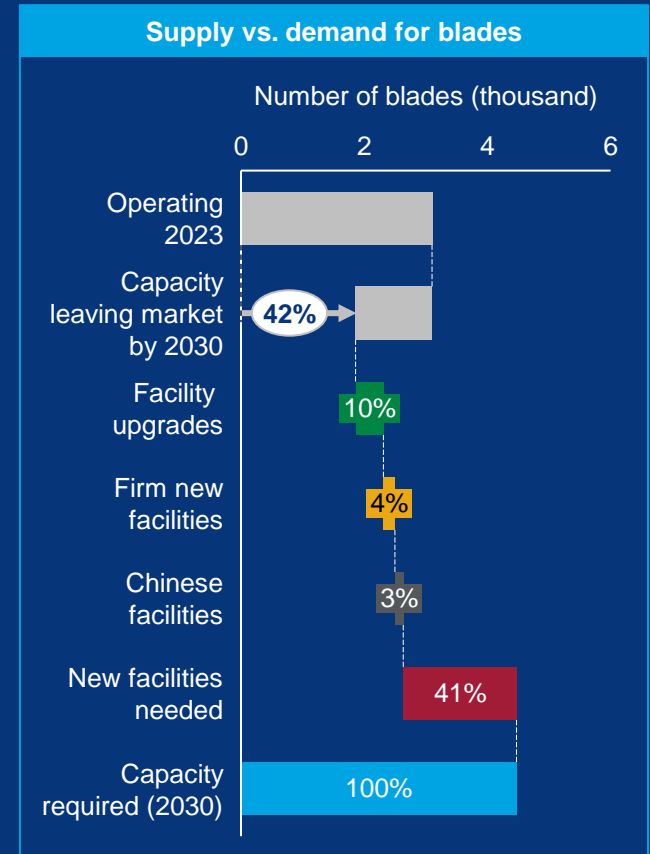 Supply vs. demand for blades
Number of blades (thousand)
0 2 4 6
Operating
2023
Capacity
leaving market
by 2030
42%
Facility
upgrades
10%
Firm new
facilities
4%
Chinese
facilities
3%
New facilities
needed
41%
Capacity
required (2030)
100%